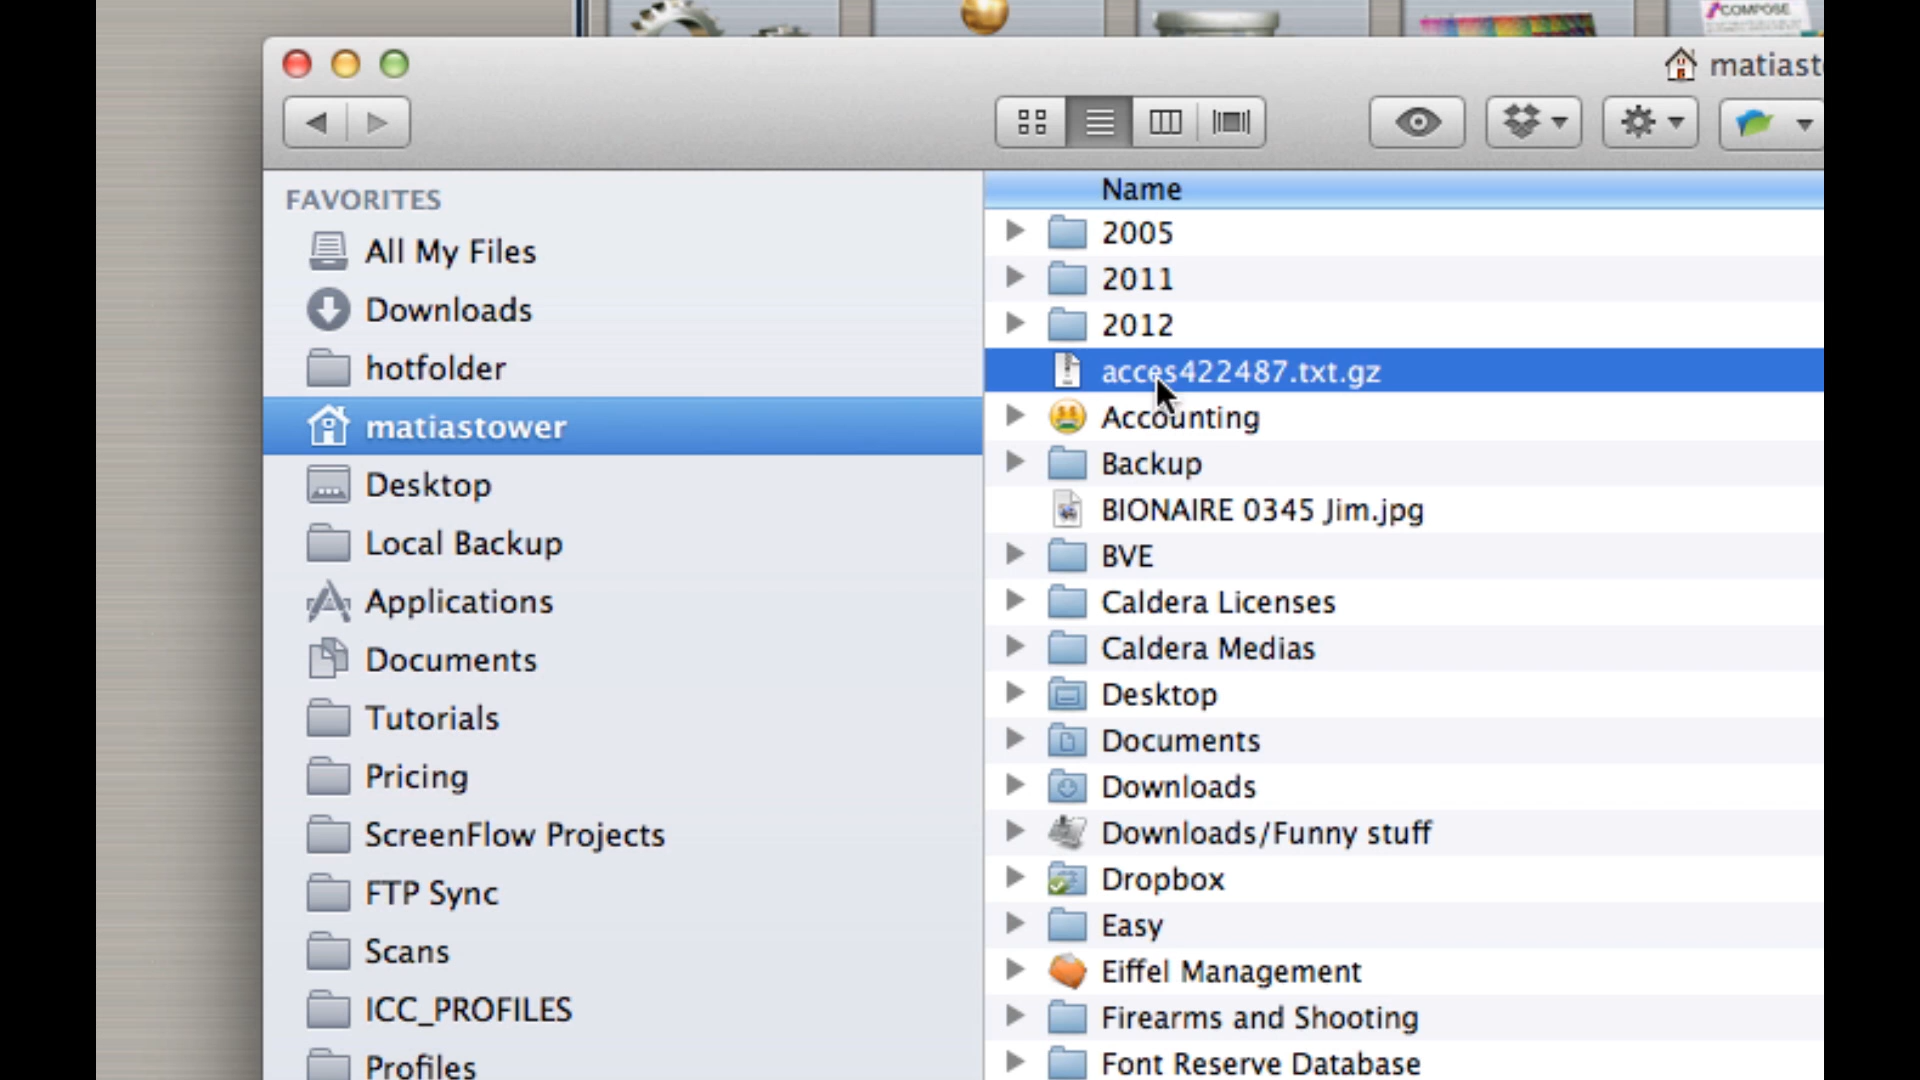 COMPOSE
matiast
FAVORITES
All My Files
Downloads
hotfolder
matiastower
Desktop
Local Backup
Applications
Documents
Tutorials
Pricing
ScreenFlow Projects
FTP Sync
Scans
ICC_PROFILES
Profiles
Name
2005
2011
2012
acces422487.txt.gz
Accounting
Backup
BIONAIRE 0345 Jim.jpg
BVE
Caldera Licenses
Caldera Medias
Desktop
Documents
Downloads
Downloads/Funny stuff
Dropbox
Easy
Eiffel Management
Firearms and Shooting
Font Reserve Database